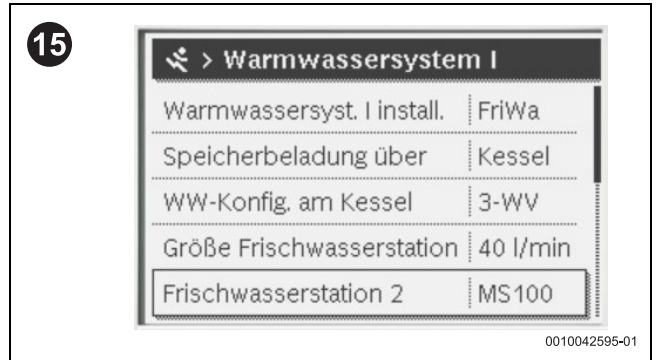 15
> Warmwassersystem I
Warmwassersyst. I install. FriWa
Speicherbeladung über Kessel
WW-Konfig. am Kessel 3-WV
Größe Frischwasserstation 40 l/min
Frischwasserstation 2 MS100
0010042595-01